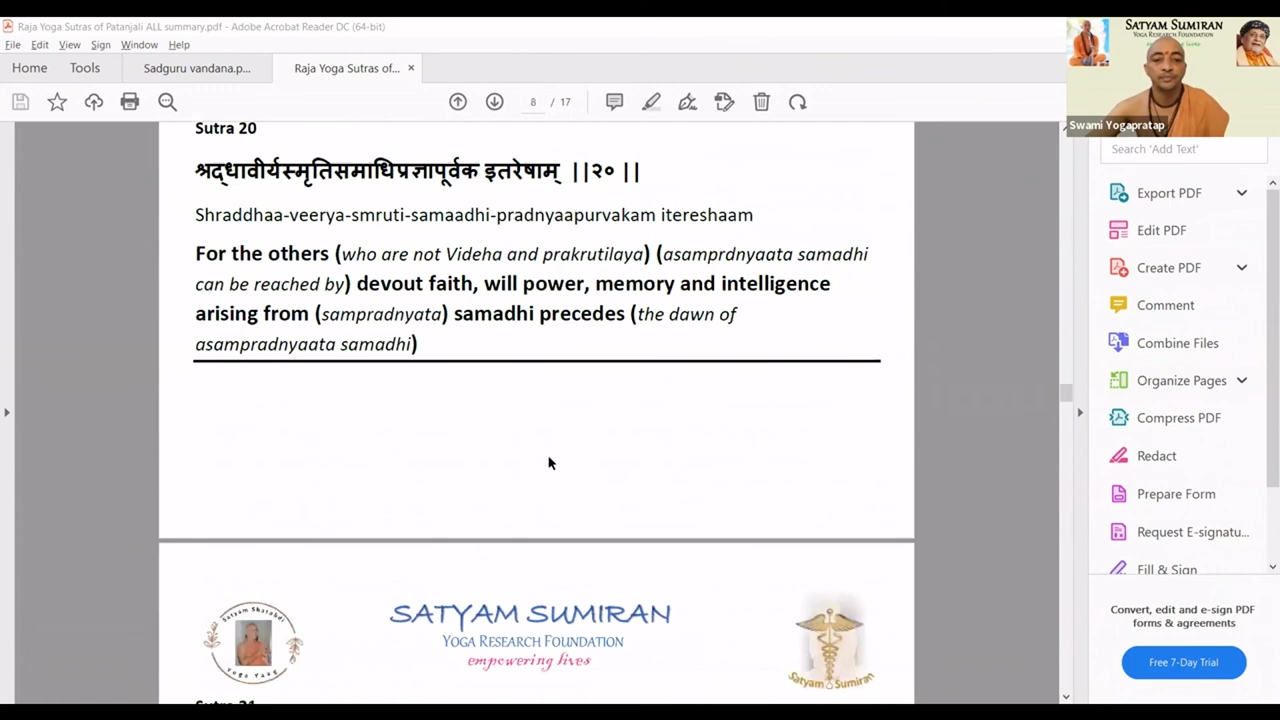 Raja Yoga Sutras of Patanjali ALL summary.pdf - Adobe Acrobat Reader DC (64-bit)
File Edit View Sign Window Help
Home Tools Sadguru vandana.p... Raja Yoga Sutras of... ×
8 / 17
SATYAM SUMIRAN
YOGA RESEARCH FOUNDATION
Swami Yogapratap
Sutra 20
श्रद्धावीर्यस्मृतिसमाधिप्रज्ञापूर्वक इतरेषाम् ||२० ||
Shraddhaa-veerya-smruti-samaadhi-pradnyaapurvakam itereshaam
For the others (who are not Videha and prakrutilaya) (asamprdnyaata samadhi
can be reached by) devout faith, will power, memory and intelligence
arising from (sampradnyata) samadhi precedes (the dawn of
asampradnyaata samadhi)
Satyam Shatabdi
Yoga Yaag
SATYAM SUMIRAN
YOGA RESEARCH FOUNDATION
empowering lives
Satyam Sumiran
Sutra 21
Search 'Add Text'
Export PDF
Edit PDF
Create PDF
Comment
Combine Files
Organize Pages
Compress PDF
Redact
Prepare Form
Request E-signatu...
Fill & Sign
Convert, edit and e-sign PDF
forms & agreements
Free 7-Day Trial